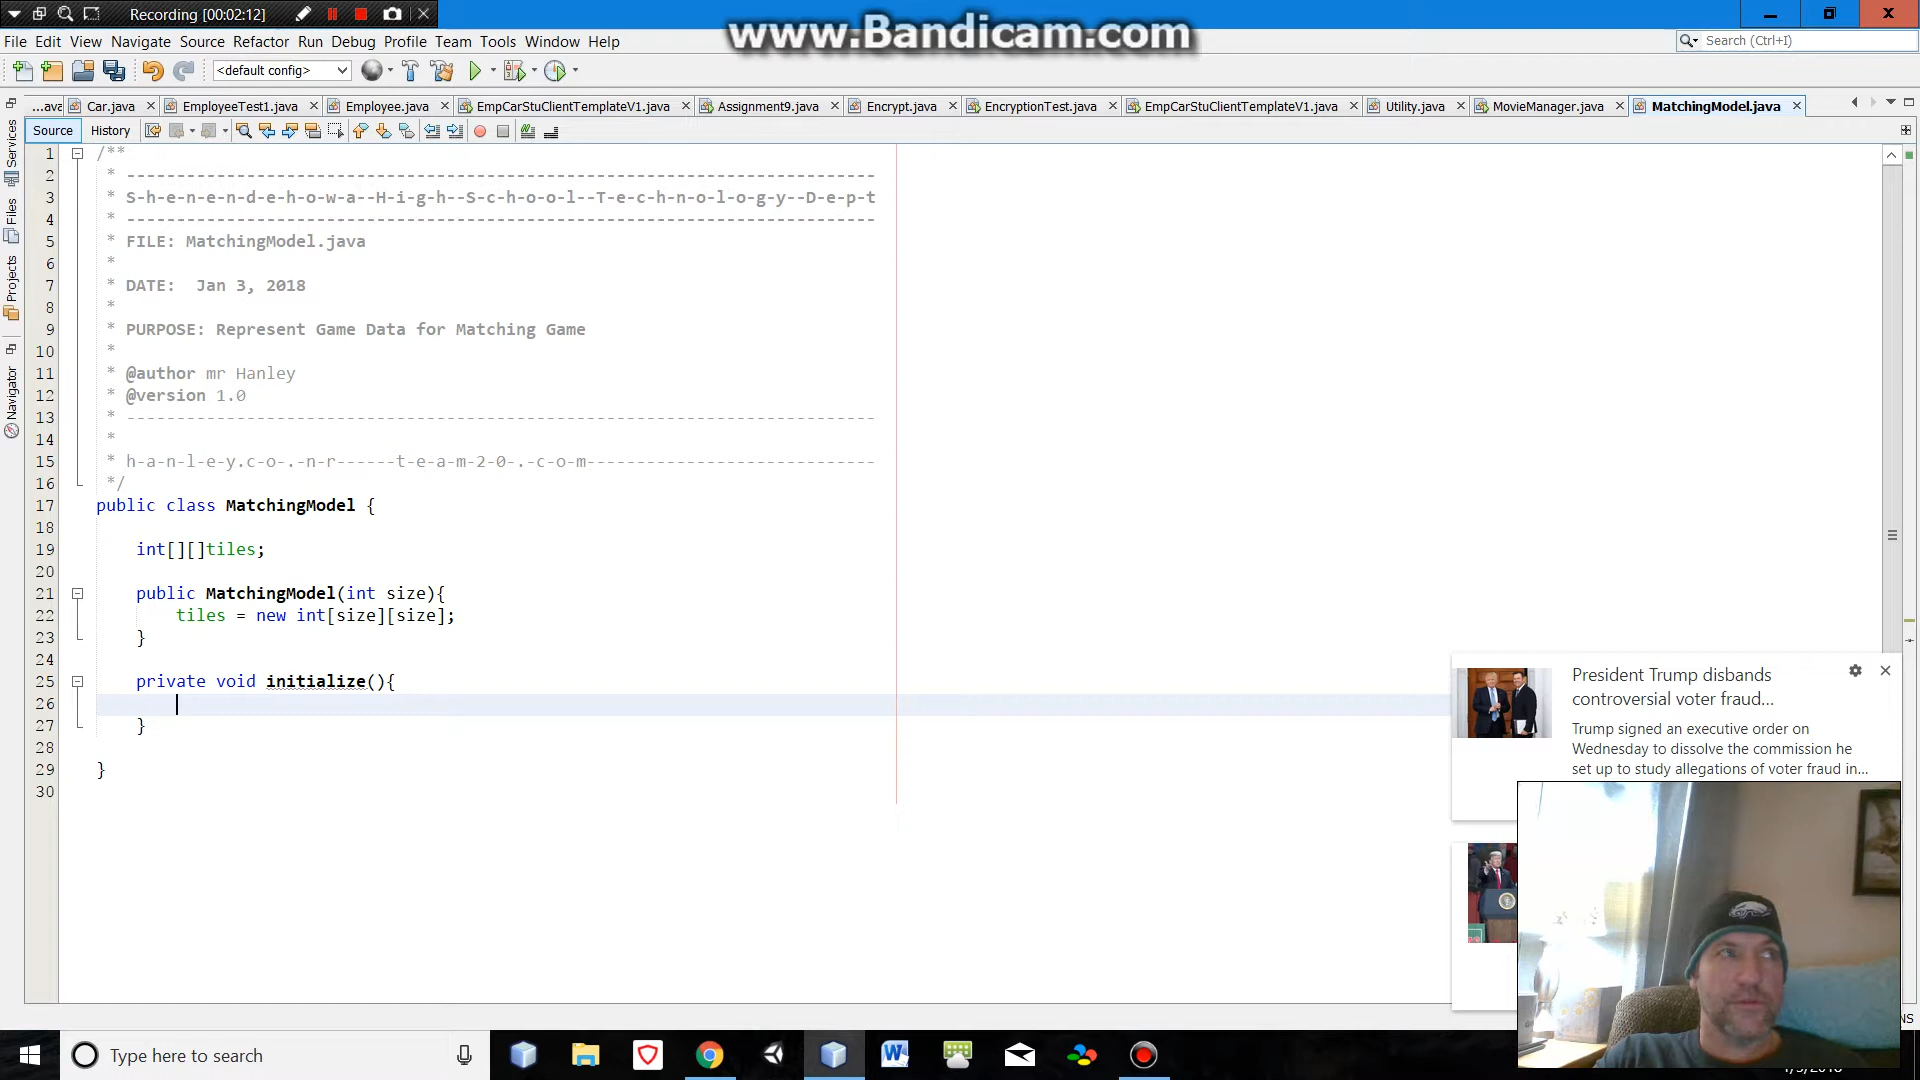 Recording [00:02:12]
www.Bandicam.com
File Edit View Navigate Source Refactor Run Debug Profile Team Tools Window Help
Search (Ctrl+I)
<default config>
...ava Car.java EmployeeTest1.java Employee.java EmpCarStuClientTemplateV1.java Assignment9.java Encrypt.java EncryptionTest.java EmpCarStuClientTemplateV1.java Utility.java MovieManager.java MatchingModel.java
Source History
Services
Files
Projects
Navigator
1 /**
2 * ---------------------------------------------------------------------------
3 * S-h-e-n-e-n-d-e-h-o-w-a--H-i-g-h--S-c-h-o-o-l--T-e-c-h-n-o-l-o-g-y--D-e-p-t
4 * ---------------------------------------------------------------------------
5 * FILE: MatchingModel.java
6 *
7 * DATE:  Jan 3, 2018
8 *
9 * PURPOSE: Represent Game Data for Matching Game
10 *
11 * @author mr Hanley
12 * @version 1.0
13 * ---------------------------------------------------------------------------
14 *
15 * h-a-n-l-e-y.c-o-.-n-r------t-e-a-m-2-0-.-c-o-m-----------------------------
16 */
17 public class MatchingModel {
18
19 int[][]tiles;
20
21 public MatchingModel(int size){
22 tiles = new int[size][size];
23 }
24
25 private void initialize(){
26
27 }
28
29 }
30
President Trump disbands
controversial voter fraud...
Trump signed an executive order on
Wednesday to dissolve the commission he
set up to study allegations of voter fraud in...
Type here to search